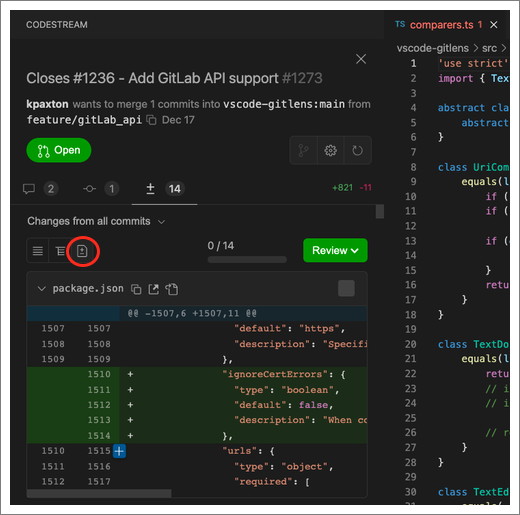 CODESTREAM
Closes #1236 - Add GitLab API support #1273
kpaxton wants to merge 1 commits into vscode-gitlens:main from
feature/gitLab_api Dec 17
Open
2 1 14 +821 -11
Changes from all commits
0 / 14
Review
package.json
@@ -1507,6 +1507,11 @@
1507 1507 "default": "https",
1508 1508 "description": "Specifi
1509 1509 },
1510 + "ignoreCertErrors": {
1511 + "type": "boolean",
1512 + "default": false,
1513 + "description": "When co
1514 + },
1510 1515 "urls": {
1511 1516 "type": "object",
1512 1517 "required": [
TS comparers.ts 1
vscode-gitlens > src >
1 'use strict'
2 import { Tex
3
4 abstract cla
5 abstract
6 }
7
8 class UriCom
9 equals(l
10 if (
11 if (
12
13 if (
14
15 }
16 retu
17 }
18 }
19
20 class TextDo
21 equals(l
22 retu
23 // i
24 // i
25
26 // r
27 }
28 }
29
30 class TextEd
31 equals(